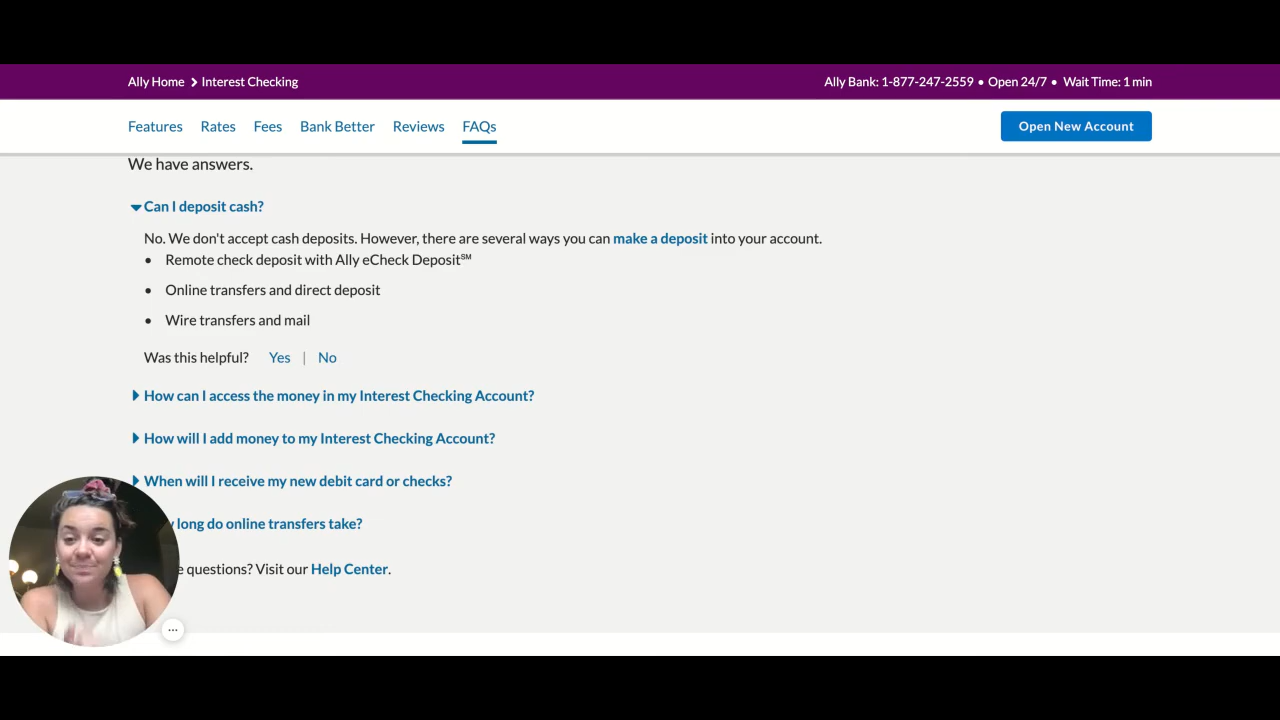 Ally Home > Interest Checking
Ally Bank: 1-877-247-2559 • Open 24/7 • Wait Time: 1 min
Features Rates Fees Bank Better Reviews FAQs
Open New Account
We have answers.
Can I deposit cash?
No. We don't accept cash deposits. However, there are several ways you can make a deposit into your account.
• Remote check deposit with Ally eCheck Deposit℠
• Online transfers and direct deposit
• Wire transfers and mail
Was this helpful? Yes | No
How can I access the money in my Interest Checking Account?
How will I add money to my Interest Checking Account?
When will I receive my new debit card or checks?
long do online transfers take?
questions? Visit our Help Center.